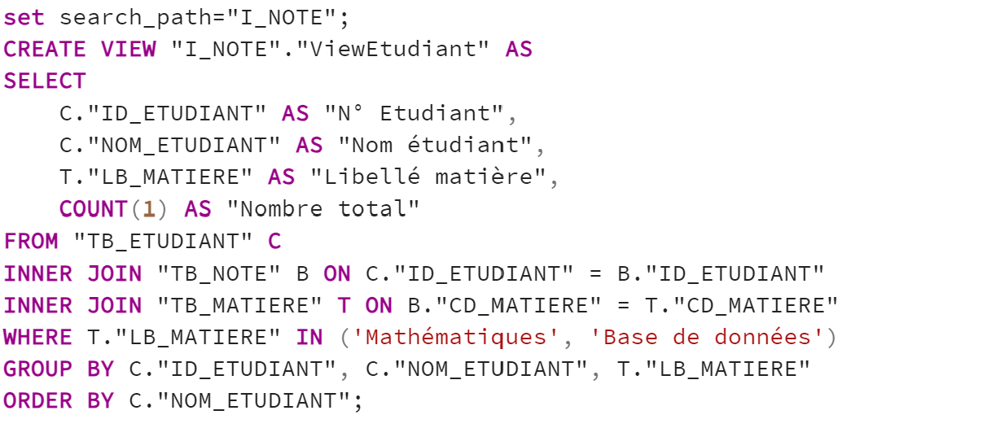 set search_path="I_NOTE";
CREATE VIEW "I_NOTE"."ViewEtudiant" AS
SELECT
    C."ID_ETUDIANT" AS "N° Etudiant",
    C."NOM_ETUDIANT" AS "Nom étudiant",
    T."LB_MATIERE" AS "Libellé matière",
    COUNT(1) AS "Nombre total"
FROM "TB_ETUDIANT" C
INNER JOIN "TB_NOTE" B ON C."ID_ETUDIANT" = B."ID_ETUDIANT"
INNER JOIN "TB_MATIERE" T ON B."CD_MATIERE" = T."CD_MATIERE"
WHERE T."LB_MATIERE" IN ('Mathématiques', 'Base de données')
GROUP BY C."ID_ETUDIANT", C."NOM_ETUDIANT", T."LB_MATIERE"
ORDER BY C."NOM_ETUDIANT";